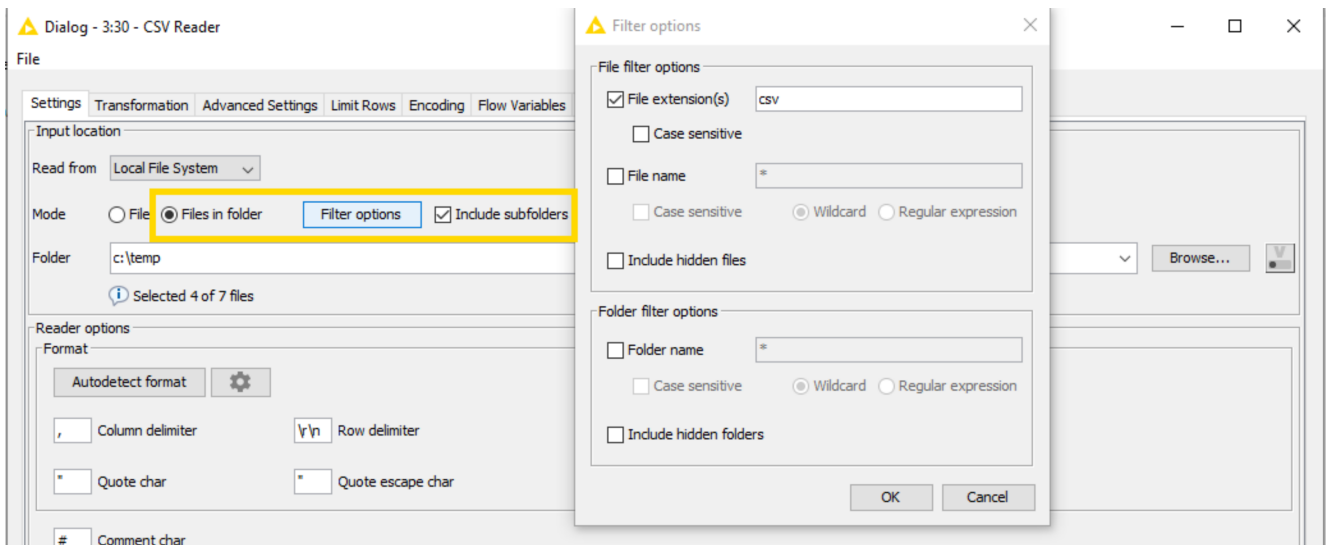 Dialog - 3:30 - CSV Reader
File
Settings Transformation Advanced Settings Limit Rows Encoding Flow Variables
Input location
Read from Local File System
Mode File Files in folder Filter options Include subfolders
Folder c:\temp Browse...
Selected 4 of 7 files
Reader options
Format
Autodetect format
, Column delimiter \r\n Row delimiter
" Quote char " Quote escape char
# Comment char
Filter options
File filter options
File extension(s) csv
Case sensitive
File name *
Case sensitive Wildcard Regular expression
Include hidden files
Folder filter options
Folder name *
Case sensitive Wildcard Regular expression
Include hidden folders
OK Cancel